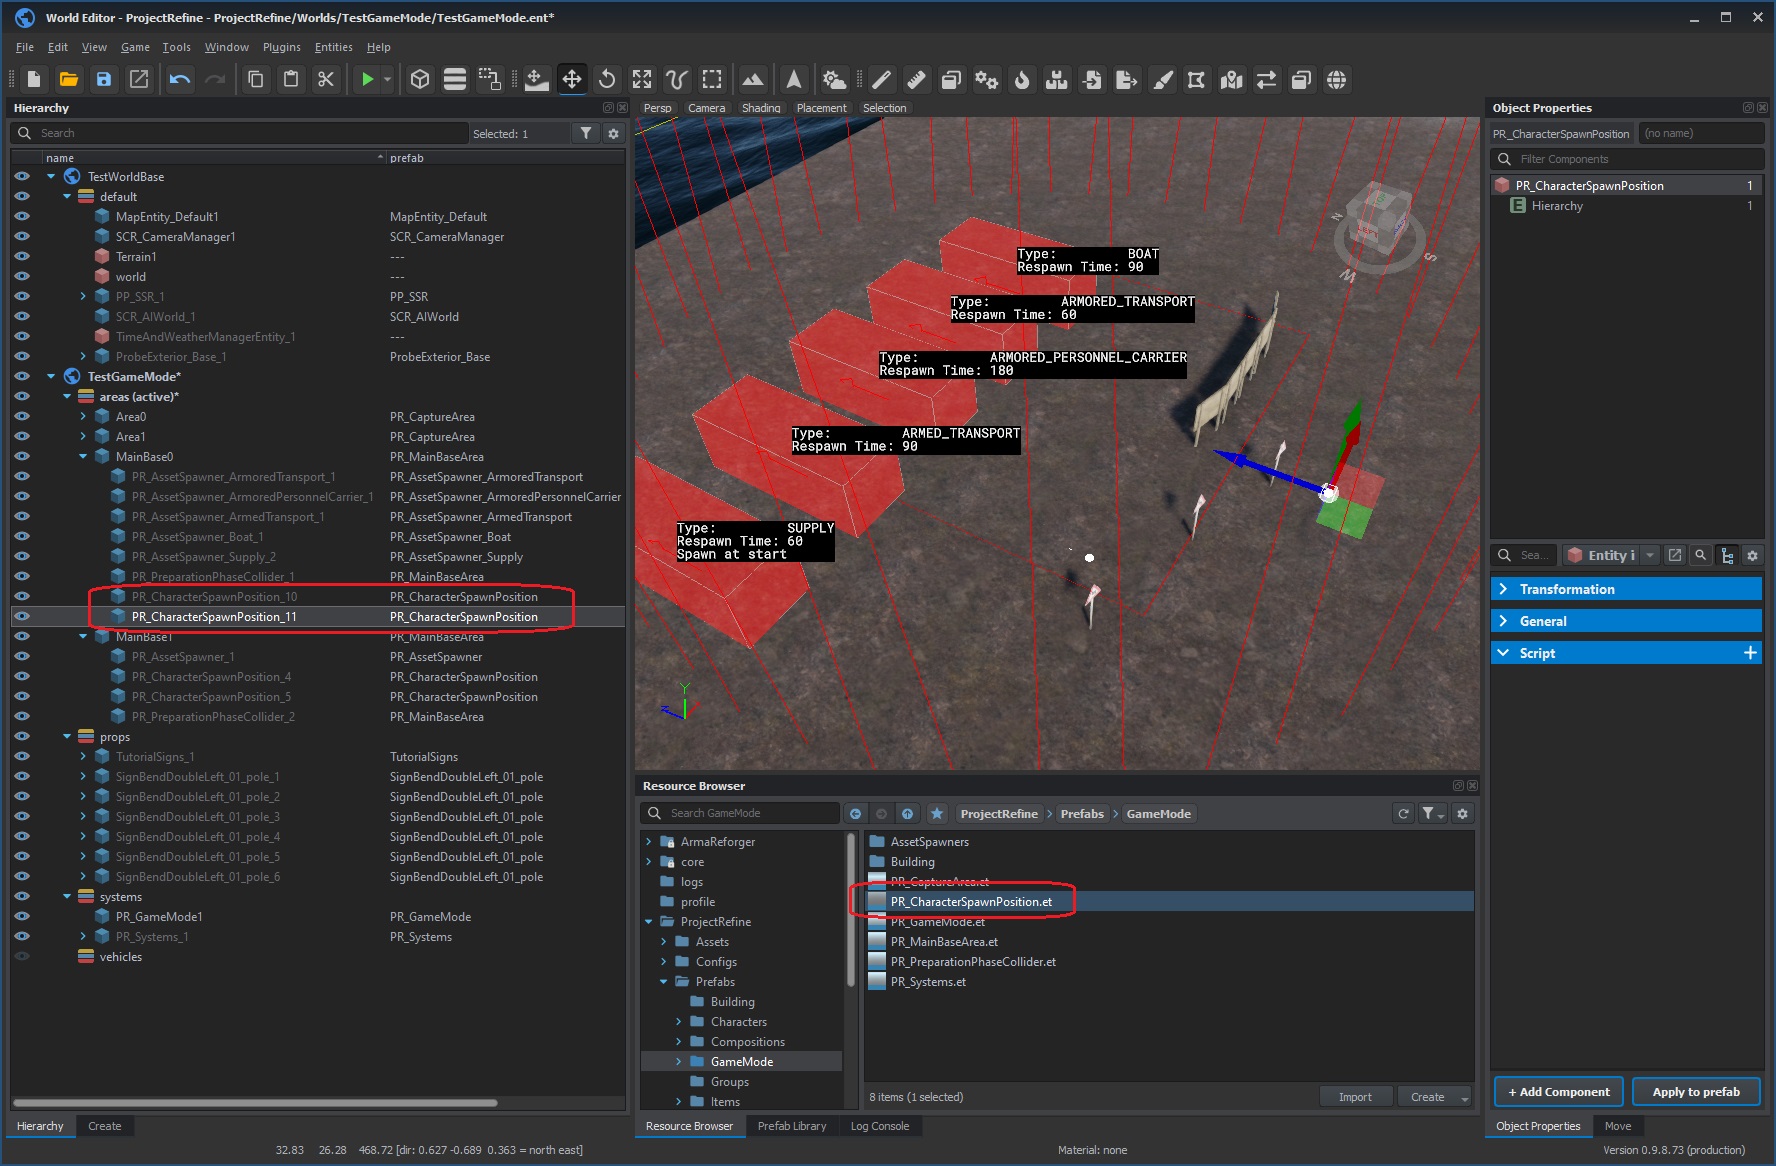 World Editor - ProjectRefine - ProjectRefine/Worlds/TestGameMode/TestGameMode.ent*
File Edit View Game Tools Window Plugins Entities Help
Hierarchy
Search
Selected: 1
name prefab
TestWorldBase
default
MapEntity_Default1 MapEntity_Default
SCR_CameraManager1 SCR_CameraManager
Terrain1 ---
world ---
PP_SSR_1 PP_SSR
SCR_AIWorld_1 SCR_AIWorld
TimeAndWeatherManagerEntity_1 ---
ProbeExterior_Base_1 ProbeExterior_Base
TestGameMode*
areas (active)*
Area0 PR_CaptureArea
Area1 PR_CaptureArea
MainBase0 PR_MainBaseArea
PR_AssetSpawner_ArmoredTransport_1 PR_AssetSpawner_ArmoredTransport
PR_AssetSpawner_ArmoredPersonnelCarrier_1 PR_AssetSpawner_ArmoredPersonnelCarrier
PR_AssetSpawner_ArmedTransport_1 PR_AssetSpawner_ArmedTransport
PR_AssetSpawner_Boat_1 PR_AssetSpawner_Boat
PR_AssetSpawner_Supply_2 PR_AssetSpawner_Supply
PR_PreparationPhaseCollider_1 PR_MainBaseArea
PR_CharacterSpawnPosition_10 PR_CharacterSpawnPosition
PR_CharacterSpawnPosition_11 PR_CharacterSpawnPosition
MainBase1 PR_MainBaseArea
PR_AssetSpawner_1 PR_AssetSpawner
PR_CharacterSpawnPosition_4 PR_CharacterSpawnPosition
PR_CharacterSpawnPosition_5 PR_CharacterSpawnPosition
PR_PreparationPhaseCollider_2 PR_MainBaseArea
props
TutorialSigns_1 TutorialSigns
SignBendDoubleLeft_01_pole_1 SignBendDoubleLeft_01_pole
SignBendDoubleLeft_01_pole_2 SignBendDoubleLeft_01_pole
SignBendDoubleLeft_01_pole_3 SignBendDoubleLeft_01_pole
SignBendDoubleLeft_01_pole_4 SignBendDoubleLeft_01_pole
SignBendDoubleLeft_01_pole_5 SignBendDoubleLeft_01_pole
SignBendDoubleLeft_01_pole_6 SignBendDoubleLeft_01_pole
systems
PR_GameMode1 PR_GameMode
PR_Systems_1 PR_Systems
vehicles
Hierarchy Create
Persp Camera Shading Placement Selection
Type: BOAT
Respawn Time: 90
Type: ARMORED_TRANSPORT
Respawn Time: 60
Type: ARMORED_PERSONNEL_CARRIER
Respawn Time: 180
Type: ARMED_TRANSPORT
Respawn Time: 90
Type: SUPPLY
Respawn Time: 60
Spawn at start
N
LEFT
S
W
Y
Z
Resource Browser
Search GameMode
ProjectRefine Prefabs GameMode
ArmaReforger
core
logs
profile
ProjectRefine
Assets
Configs
Prefabs
Building
Characters
Compositions
GameMode
Groups
Items
AssetSpawners
Building
PR_CaptureArea.et
PR_CharacterSpawnPosition.et
PR_GameMode.et
PR_MainBaseArea.et
PR_PreparationPhaseCollider.et
PR_Systems.et
8 items (1 selected)
Import Create
Resource Browser Prefab Library Log Console
Object Properties
PR_CharacterSpawnPosition (no name)
Filter Components
PR_CharacterSpawnPosition 1
E Hierarchy 1
Sea... Entity i
Transformation
General
Script
+ Add Component Apply to prefab
Object Properties Move
32.83 26.28 468.72 [dir: 0.627 -0.689 0.363 = north east] Material: none Version 0.9.8.73 (production)